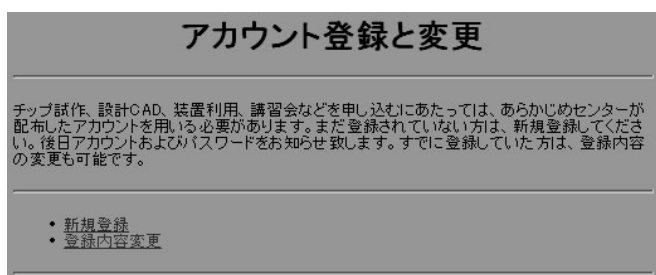 アカウント登録と変更
チップ試作、設計CAD、装置利用、講習会などを申し込むにあたっては、あらかじめセンターが
配布したアカウントを用いる必要があります。まだ登録されていない方は、新規登録してくださ
い。後日アカウントおよびパスワードをお知らせ致します。すでに登録していた方は、登録内容
の変更も可能です。
新規登録
登録内容変更